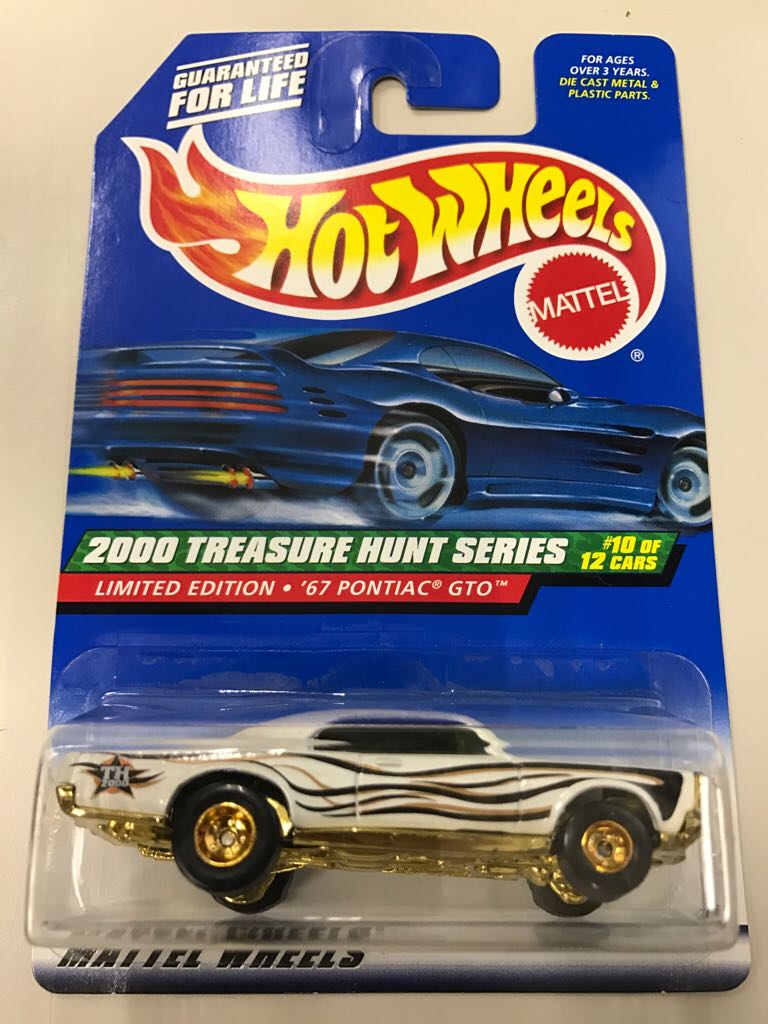 GUARANTEED
FOR LIFE
FOR AGES
OVER 3 YEARS.
DIE CAST METAL &
PLASTIC PARTS.
HOT WHEELS
MATTEL
®
2000 TREASURE HUNT SERIES
#10 OF
12 CARS
LIMITED EDITION • '67 PONTIAC® GTO™
TH
2000
MATTEL WHEELS